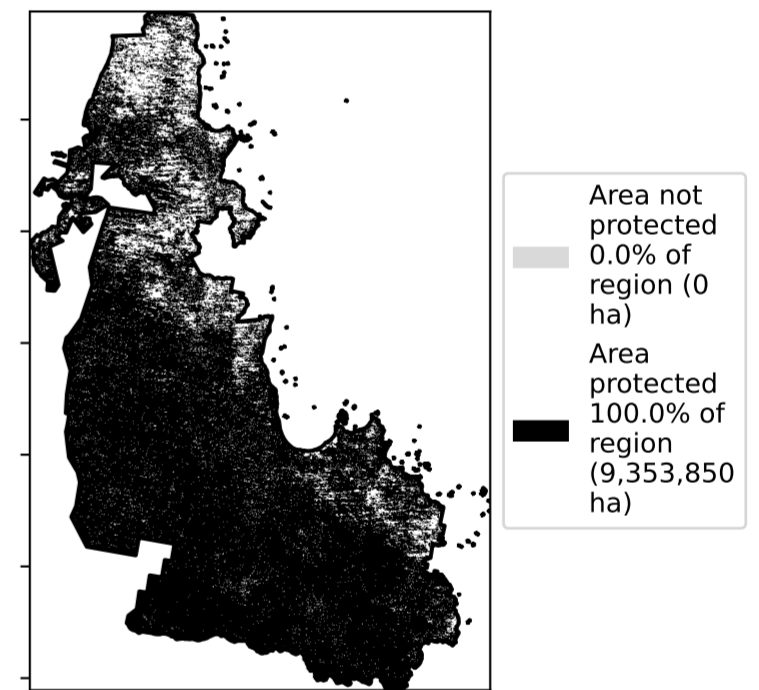 Area not
protected
0.0% of
region (0
ha)
Area
protected
100.0% of
region
(9,353,850
ha)